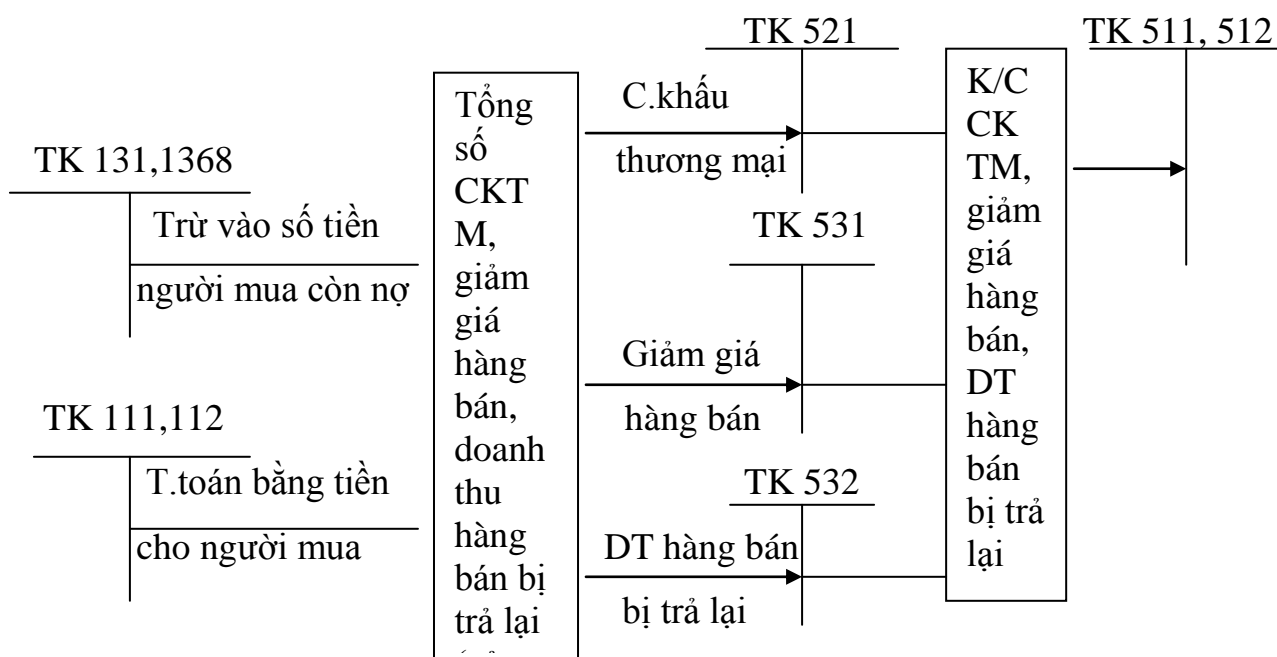 TK 521
TK 511, 512
TK 131,1368
Trừ vào số tiền
người mua còn nợ
TK 111,112
T.toán bằng tiền
cho người mua
Tổng
số
CKT
M,
giảm
giá
hàng
bán,
doanh
thu
hàng
bán bị
trả lại
C.khấu
thương mại
TK 531
Giảm giá
hàng bán
TK 532
DT hàng bán
bị trả lại
K/C
CK
TM,
giảm
giá
hàng
bán,
DT
hàng
bán
bị trả
lại